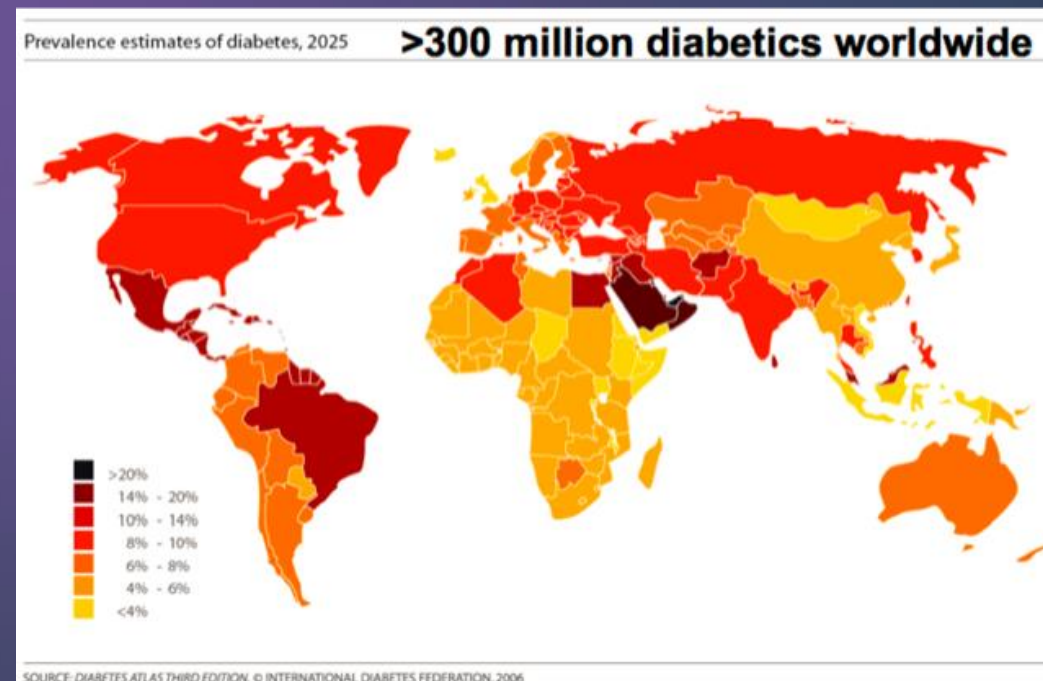 Prevalence estimates of diabetes, 2025 >300 million diabetics worldwide
>20%
14% - 20%
10% - 14%
8% - 10%
6% - 8%
4% - 6%
<4%
SOURCE: DIABETES ATLAS THIRD EDITION, © INTERNATIONAL DIABETES FEDERATION, 2006